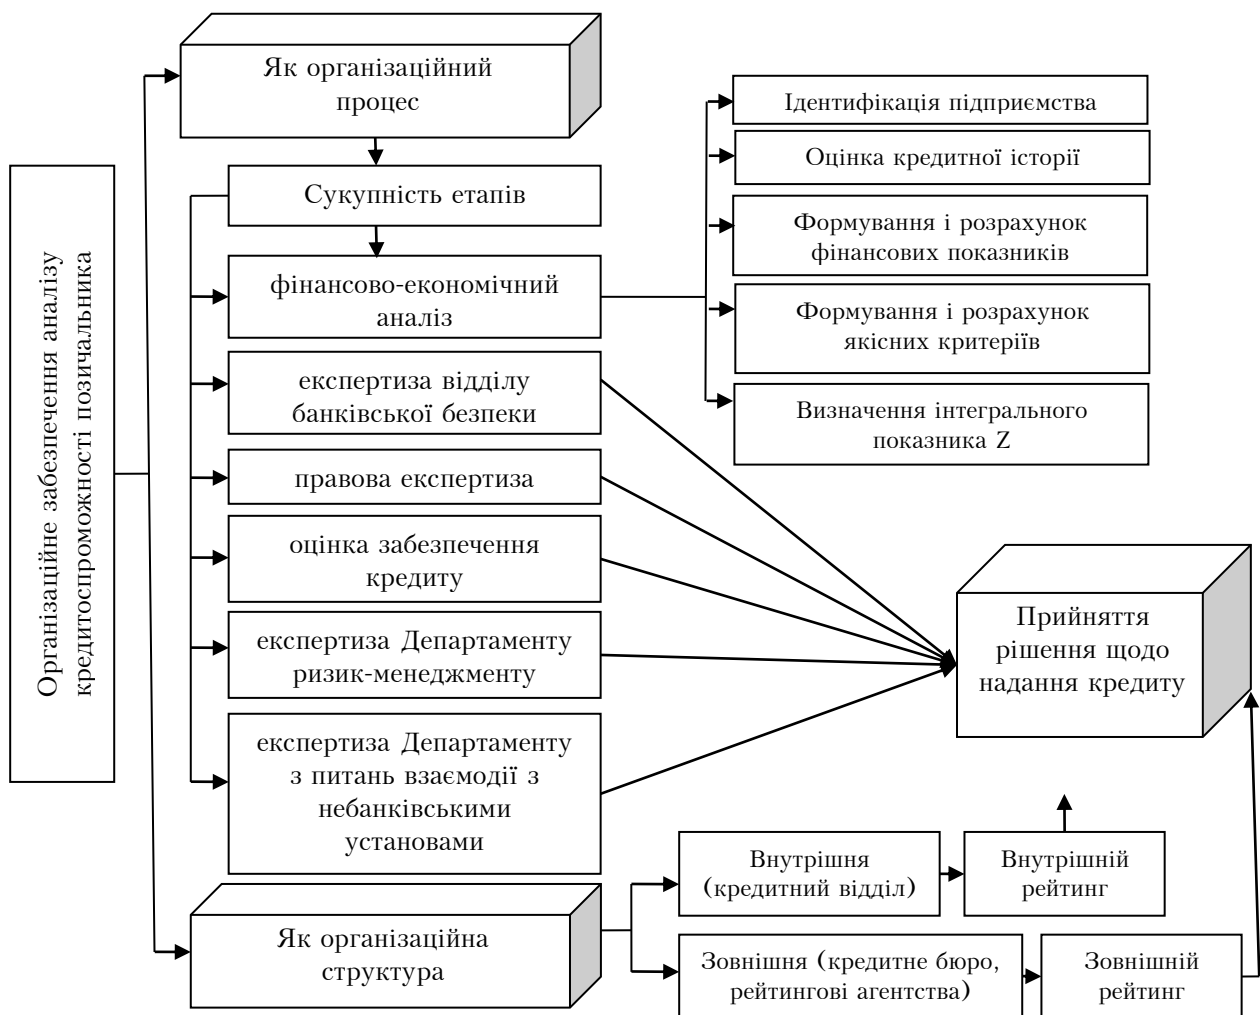 Організаційне забезпечення аналізу
кредитоспроможності позичальника
Як організаційний
процес
Сукупність етапів
фінансово-економічний
аналіз
експертиза відділу
банківської безпеки
правова експертиза
оцінка забезпечення
кредиту
експертиза Департаменту
ризик-менеджменту
експертиза Департаменту
з питань взаємодії з
небанківськими
установами
Ідентифікація підприємства
Оцінка кредитної історії
Формування і розрахунок
фінансових показників
Формування і розрахунок
якісних критеріїв
Визначення інтегрального
показника Z
Прийняття
рішення щодо
надання кредиту
Як організаційна
структура
Внутрішня
(кредитний відділ)
Внутрішній
рейтинг
Зовнішня (кредитне бюро,
рейтингові агентства)
Зовнішній
рейтинг